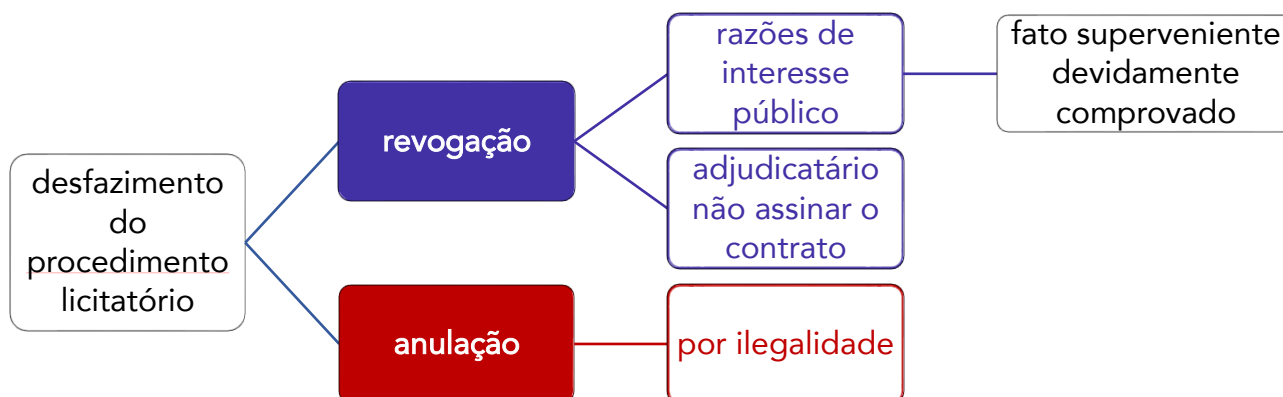 desfazimento
do
procedimento
licitatório
revogação
razões de
interesse
público
fato superveniente
devidamente
comprovado
adjudicatário
não assinar o
contrato
anulação
por ilegalidade